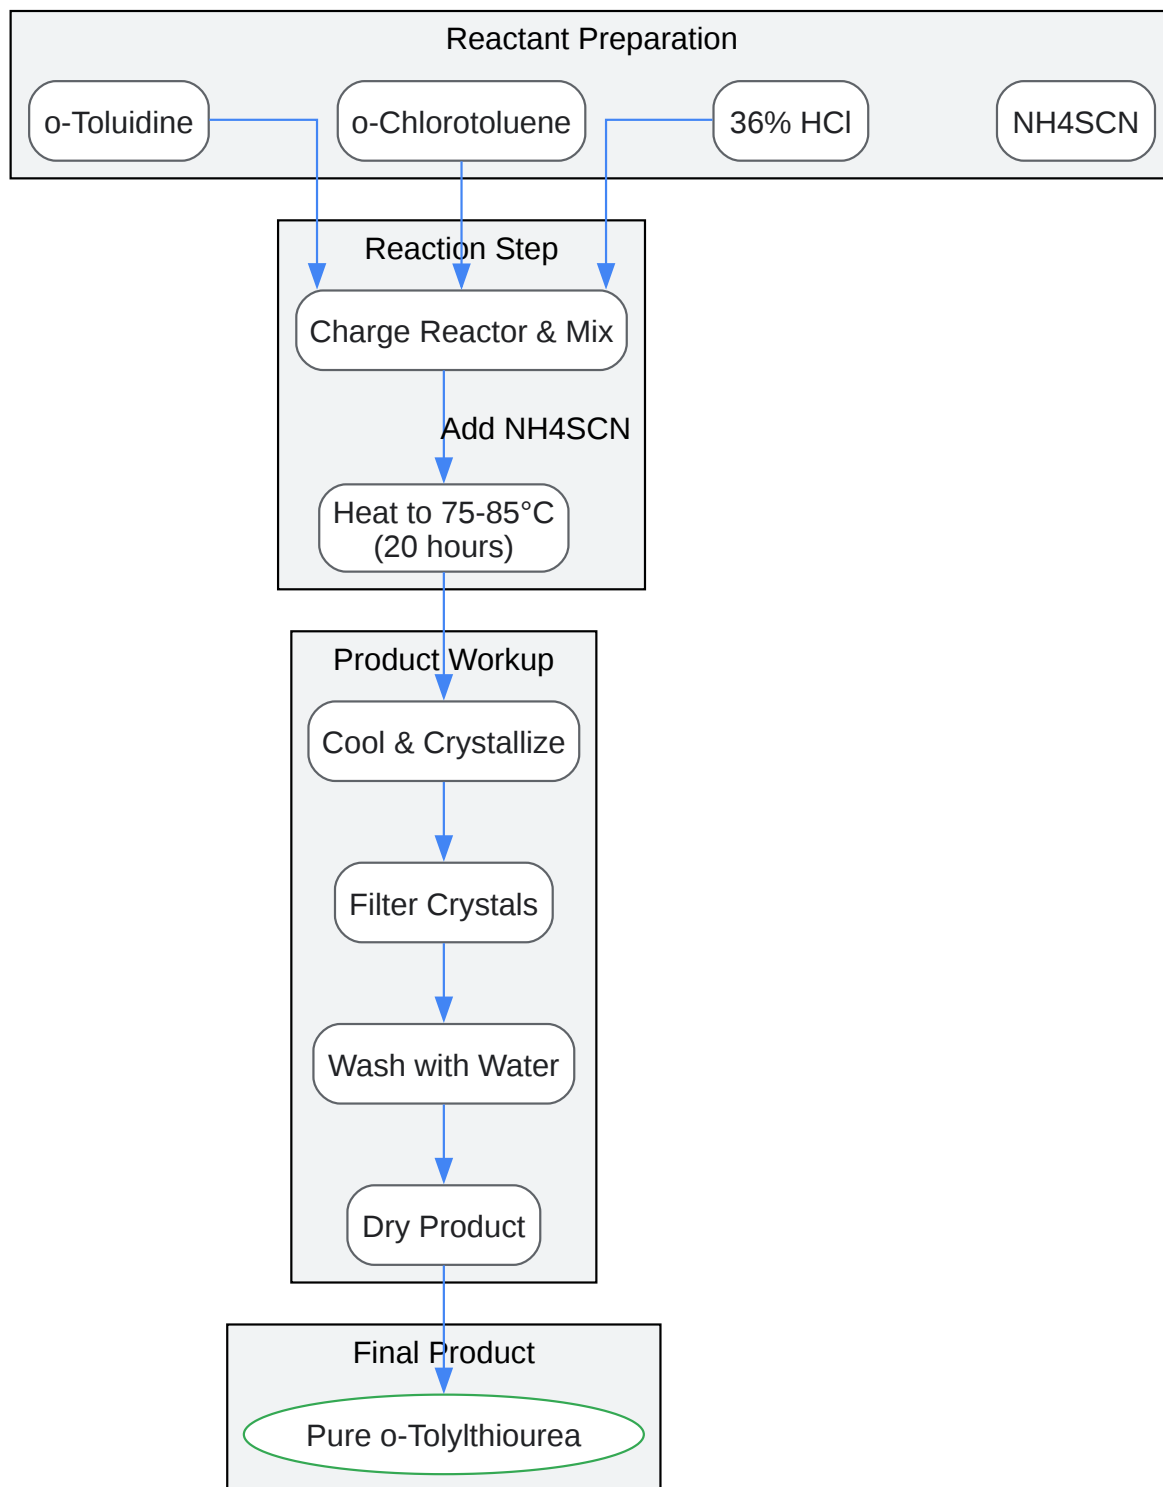 Reactant Preparation
o-Toluidine
o-Chlorotoluene
36% HCl
NH4SCN
Reaction Step
Charge Reactor & Mix
Add NH4SCN
Heat to 75-85°C
(20 hours)
Product Workup
Cool & Crystallize
Filter Crystals
Wash with Water
Dry Product
Final Product
Pure o-Tolylthiourea